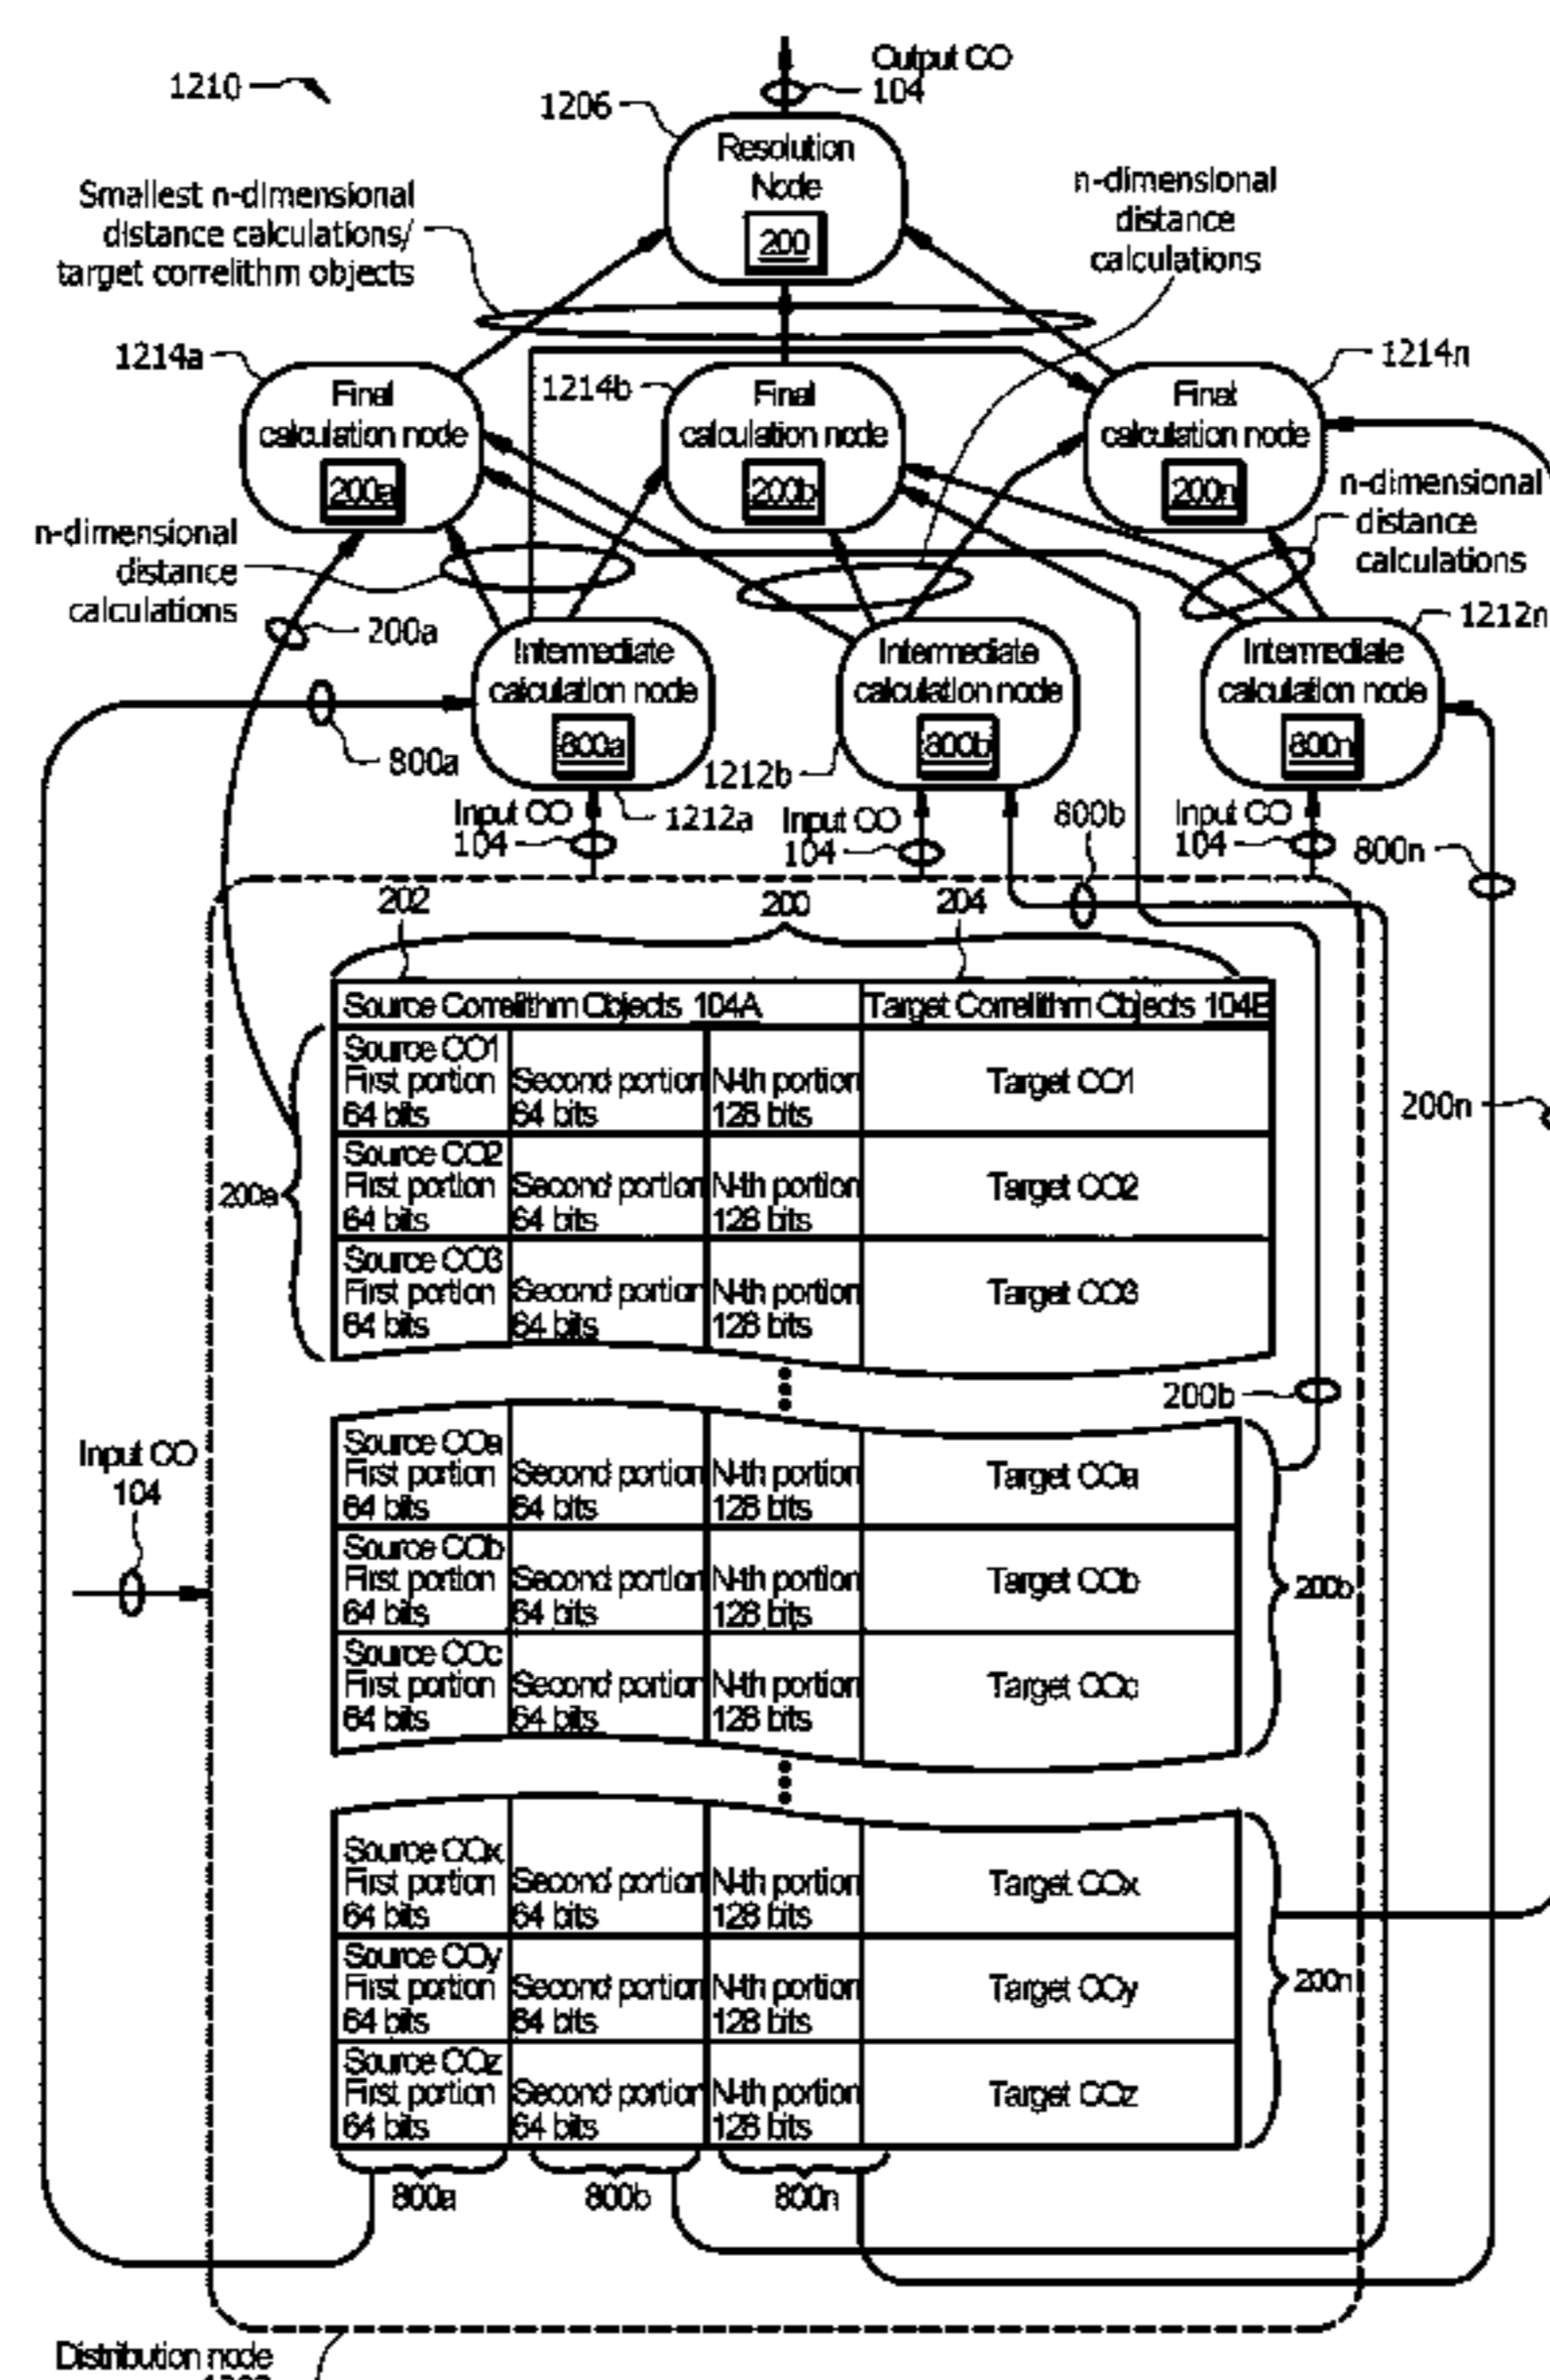 Output CO
104
1210
1206
Resolution
Node
200
Smallest n-dimensional
distance calculations/
target correlithm objects
n-dimensional
distance
calculations
1214a
Final
calculation node
200a
1214b
Final
calculation node
200b
1214n
Final
calculation node
200n
n-dimensional
distance
calculations
n-dimensional
distance
calculations
200a
800a
Intermediate
calculation node
800a
1212a
Intermediate
calculation node
800b
1212b
Intermediate
calculation node
800n
1212n
Input CO
104
Input CO
104
800b
Input CO
104
800n
202
200
204
Source Correlithm Objects 104A
Target Correlithm Objects 104B
Source CO1
First portion
64 bits
Second portion
64 bits
N-th portion
128 bits
Target CO1
200n
Source CO2
First portion
64 bits
Second portion
64 bits
N-th portion
128 bits
Target CO2
200a
Source CO3
First portion
64 bits
Second portion
64 bits
N-th portion
128 bits
Target CO3
200b
Input CO
104
Source COa
First portion
64 bits
Second portion
64 bits
N-th portion
128 bits
Target COa
Source COb
First portion
64 bits
Second portion
64 bits
N-th portion
128 bits
Target COb
200b
Source COc
First portion
64 bits
Second portion
64 bits
N-th portion
128 bits
Target COc
Source COx
First portion
64 bits
Second portion
64 bits
N-th portion
128 bits
Target COx
Source COy
First portion
64 bits
Second portion
64 bits
N-th portion
128 bits
Target COy
200n
Source COz
First portion
64 bits
Second portion
64 bits
N-th portion
128 bits
Target COz
800a
800b
800n
Distribution node